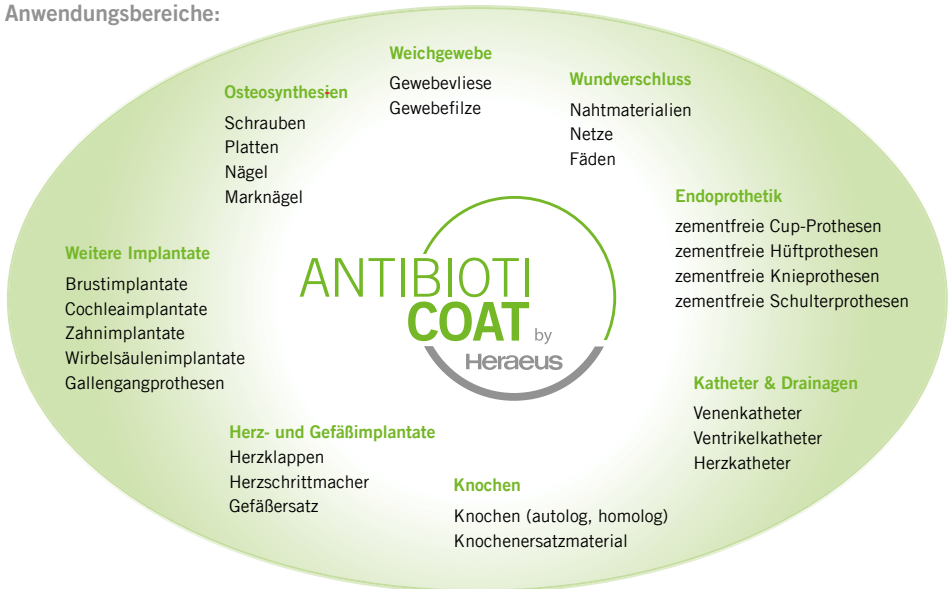 Anwendungsbereiche:
Weichgewebe
Gewebevliese
Gewebefilze
Wundverschluss
Nahtmaterialien
Netze
Fäden
Osteosynthesien
Schrauben
Platten
Nägel
Marknägel
Endoprothetik
zementfreie Cup-Prothesen
zementfreie Hüftprothesen
zementfreie Knieprothesen
zementfreie Schulterprothesen
Weitere Implantate
Brustimplantate
Cochleaimplantate
Zahnimplantate
Wirbelsäulenimplantate
Gallengangprothesen
ANTIBIOTI
COAT by
Heraeus
Katheter & Drainagen
Venenkatheter
Ventrikelkatheter
Herzkatheter
Herz- und Gefäßimplantate
Herzklappen
Herzschrittmacher
Gefäßersatz
Knochen
Knochen (autolog, homolog)
Knochenersatzmaterial